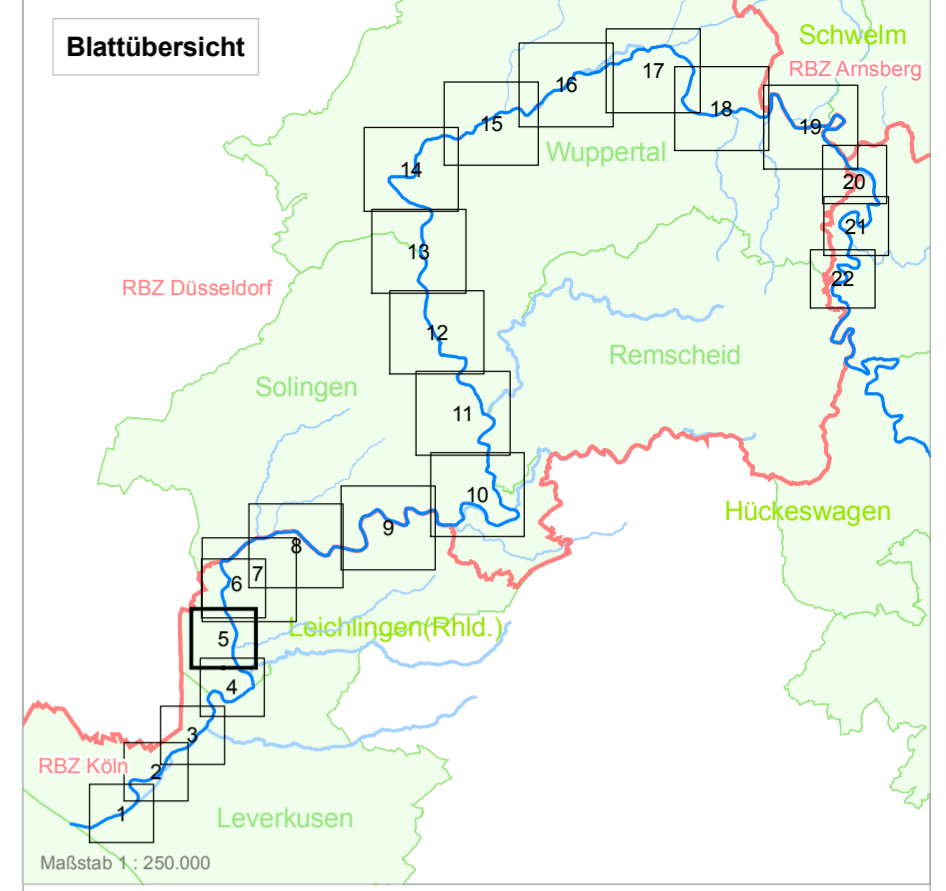 Blattübersicht
Schwelm
RBZ Arnsberg
17
16
18
15
19
Wuppertal
14
20
21
13
22
RBZ Düsseldorf
12
Remscheid
Solingen
11
10
Hückeswagen
9
8
7
6
Leichlingen(Rhld.)
5
4
3
RBZ Köln
2
1
Leverkusen
Maßstab 1 : 250.000